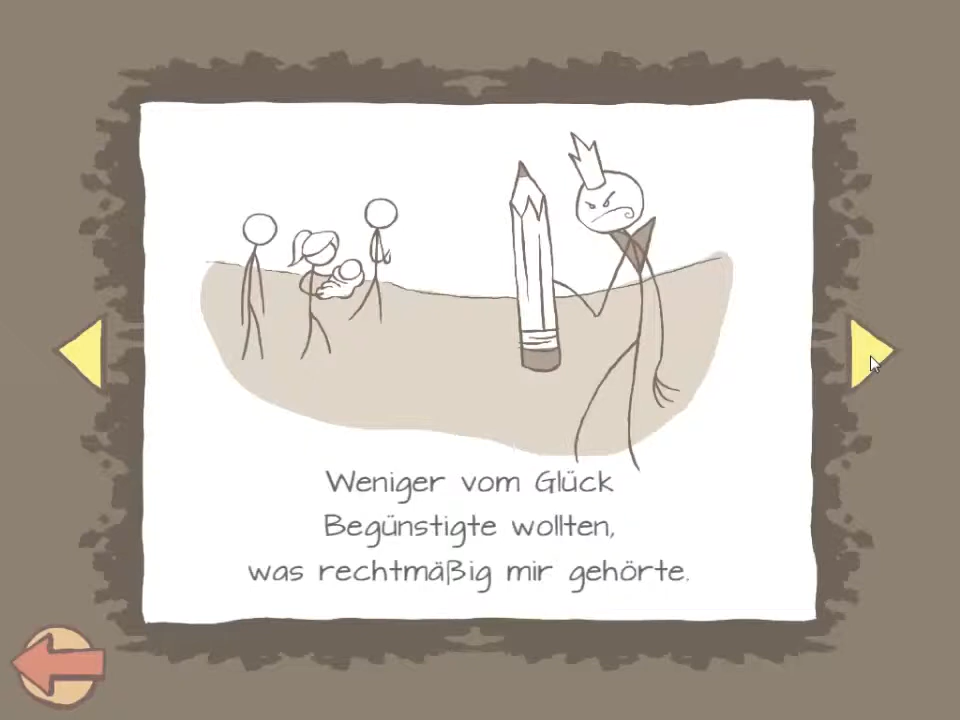 Weniger vom Glück
Begünstigte wollten,
was rechtmäßig mir gehörte.